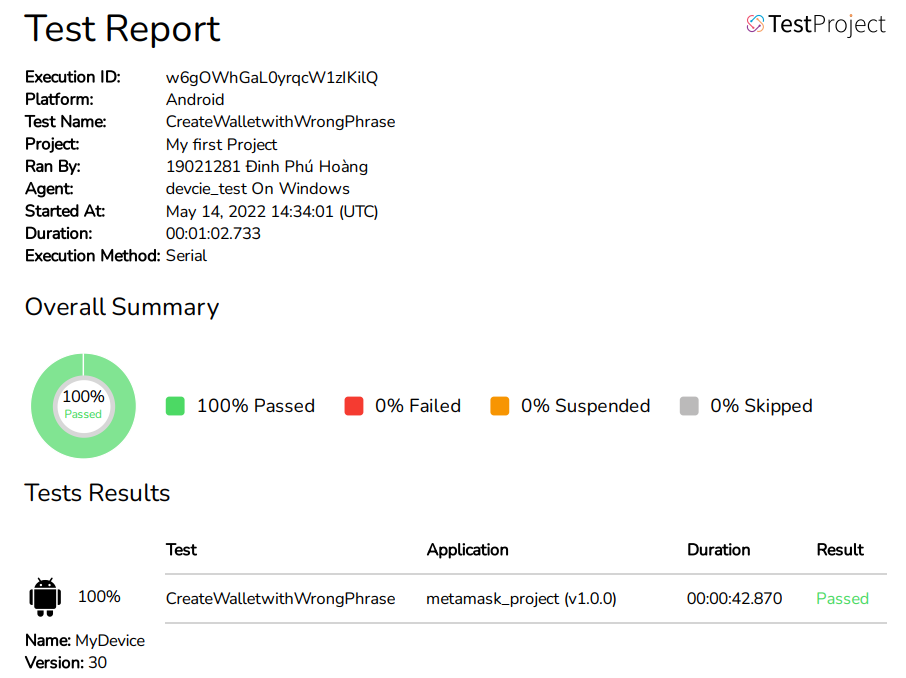 Test Report
TestProject
Execution ID: w6gOWhGaL0yrqcW1zIKilQ
Platform: Android
Test Name: CreateWalletwithWrongPhrase
Project: My first Project
Ran By: 19021281 Đinh Phú Hoàng
Agent: devcie_test On Windows
Started At: May 14, 2022 14:34:01 (UTC)
Duration: 00:01:02.733
Execution Method: Serial
Overall Summary
100%
Passed
100% Passed 0% Failed 0% Suspended 0% Skipped
Tests Results
Test Application Duration Result
100% CreateWalletwithWrongPhrase metamask_project (v1.0.0) 00:00:42.870 Passed
Name: MyDevice
Version: 30